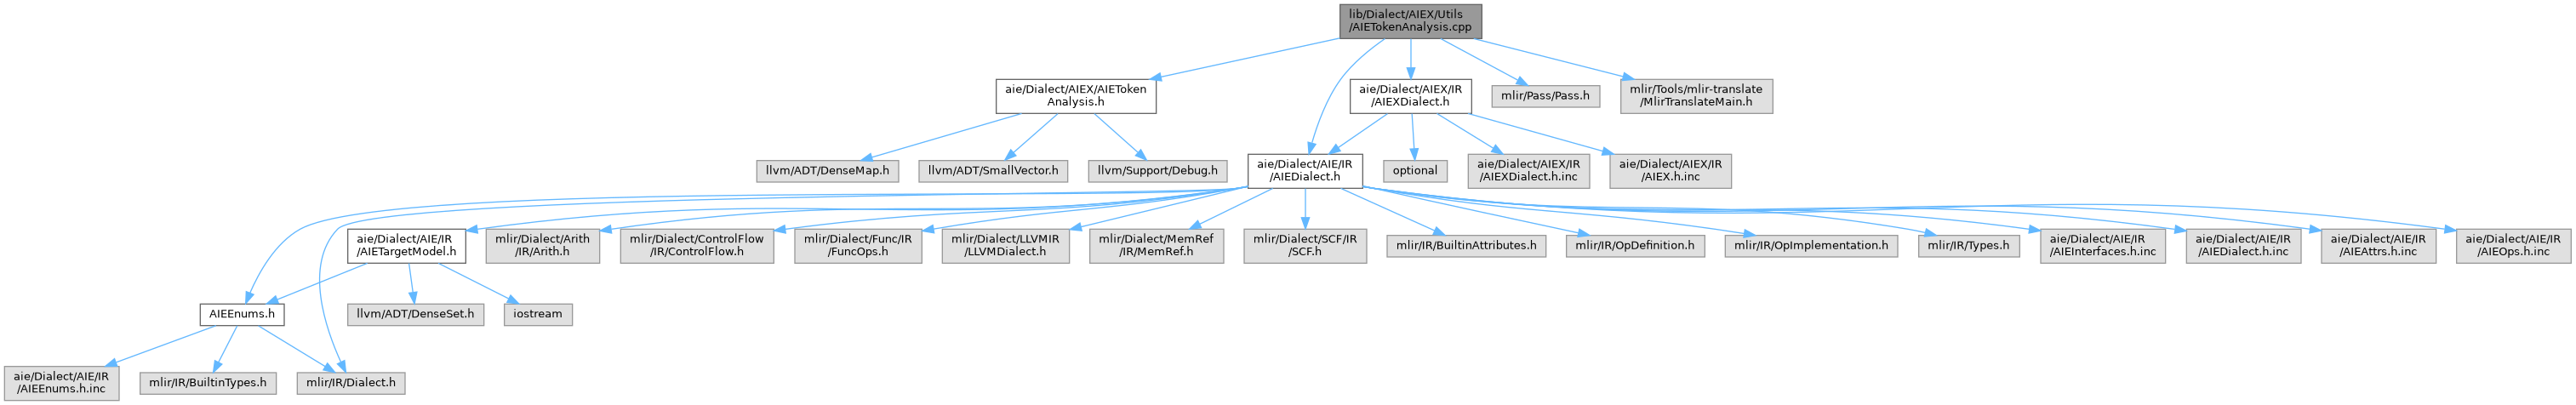 lib/Dialect/AIEX/Utils
/AIETokenAnalysis.cpp
aie/Dialect/AIEX/AIEToken
Analysis.h
aie/Dialect/AIEX/IR
/AIEXDialect.h
mlir/Pass/Pass.h
mlir/Tools/mlir-translate
/MlirTranslateMain.h
llvm/ADT/DenseMap.h
llvm/ADT/SmallVector.h
llvm/Support/Debug.h
aie/Dialect/AIE/IR
/AIEDialect.h
optional
aie/Dialect/AIEX/IR
/AIEXDialect.h.inc
aie/Dialect/AIEX/IR
/AIEX.h.inc
aie/Dialect/AIE/IR
/AIETargetModel.h
mlir/Dialect/Arith
/IR/Arith.h
mlir/Dialect/ControlFlow
/IR/ControlFlow.h
mlir/Dialect/Func/IR
/FuncOps.h
mlir/Dialect/LLVMIR
/LLVMDialect.h
mlir/Dialect/MemRef
/IR/MemRef.h
mlir/Dialect/SCF/IR
/SCF.h
mlir/IR/BuiltinAttributes.h
mlir/IR/OpDefinition.h
mlir/IR/OpImplementation.h
mlir/IR/Types.h
aie/Dialect/AIE/IR
/AIEInterfaces.h.inc
aie/Dialect/AIE/IR
/AIEDialect.h.inc
aie/Dialect/AIE/IR
/AIEAttrs.h.inc
aie/Dialect/AIE/IR
/AIEOps.h.inc
AIEEnums.h
llvm/ADT/DenseSet.h
iostream
aie/Dialect/AIE/IR
/AIEEnums.h.inc
mlir/IR/BuiltinTypes.h
mlir/IR/Dialect.h